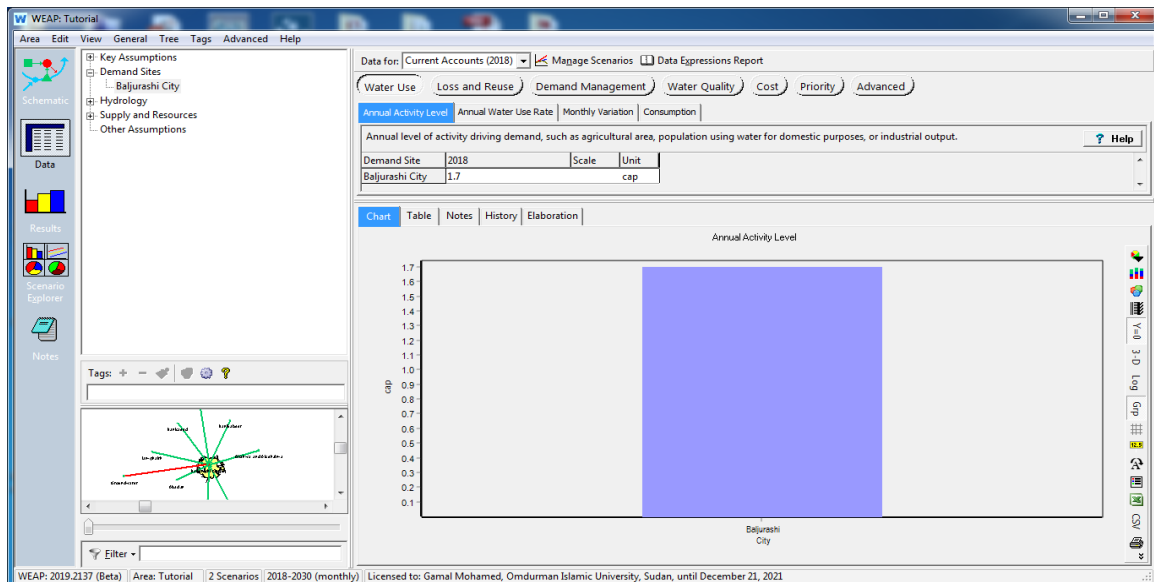 WEAP: Tutorial
Area Edit View General Tree Tags Advanced Help
Schematic
Data
Results
Scenario
Explorer
Notes
Key Assumptions
Demand Sites
Baljurashi City
Hydrology
Supply and Resources
Other Assumptions
Tags:
Filter
Data for: Current Accounts (2018) Manage Scenarios Data Expressions Report
Water Use Loss and Reuse Demand Management Water Quality Cost Priority Advanced
Annual Activity Level Annual Water Use Rate Monthly Variation Consumption
Annual level of activity driving demand, such as agricultural area, population using water for domestic purposes, or industrial output.
? Help
Demand Site 2018 Scale Unit
Baljurashi City 1.7 cap
Chart Table Notes History Elaboration
Annual Activity Level
1.7
1.6
1.5
1.4
1.3
1.2
1.1
1.0
0.9
0.8
0.7
0.6
0.5
0.4
0.3
0.2
0.1
cap
Baljurashi
City
Y=0
3-D
Log
Grp
12.5
CSV
WEAP: 2019.2137 (Beta) Area: Tutorial 2 Scenarios 2018-2030 (monthly) Licensed to: Gamal Mohamed, Omdurman Islamic University, Sudan, until December 21, 2021